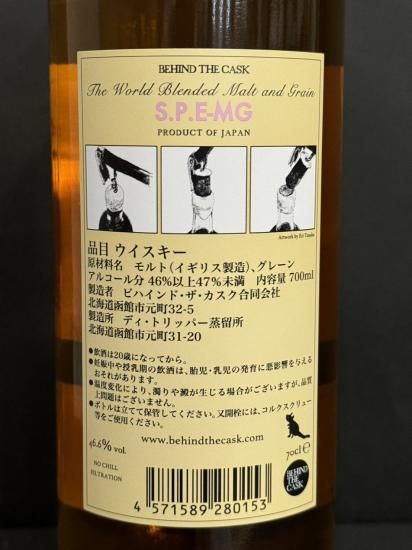 BEHIND THE CASK
The World Blended Malt and Grain
S.P.E-MG
PRODUCT OF JAPAN
Artwork by Rei Tanaka
品目 ウイスキー
原材料名 モルト(イギリス製造)、グレーン
アルコール分 46%以上47%未満 内容量 700ml
製造者 ビハインド・ザ・カスク合同会社
北海道函館市元町32-5
製造所 ディ・トリッパー蒸留所
北海道函館市元町31-20
●飲酒は20歳になってから。
●妊娠中や授乳期の飲酒は、胎児・乳児の発育に悪影響を与える
おそれがあります。
●温度変化により、濁りや澱が生じる場合がございますが、品質
上問題はございません。
●ボトルは立てて保管してください。又開栓には、コルクスクリュー
等をご使用ください。
46.6% vol.
www.behindthecask.com
70cl e
NO CHILL
FILTRATION
BEHIND
THE
CASK
4 571589 280153